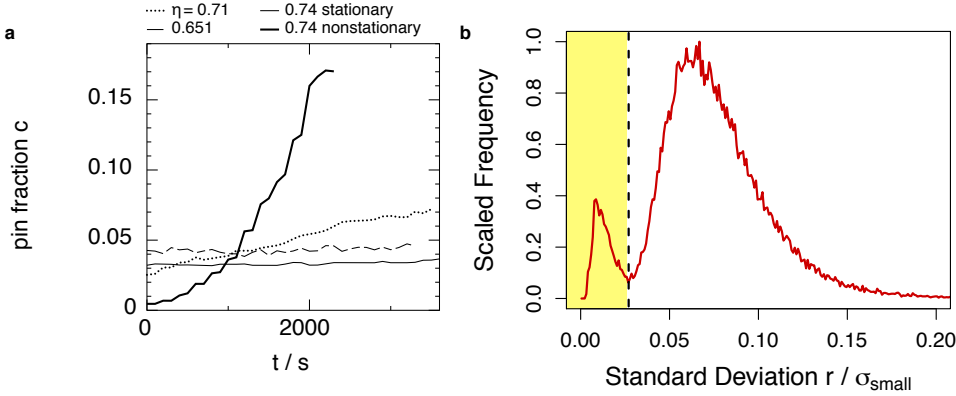 η = 0.71
0.74 stationary
0.651
0.74 nonstationary
a
pin fraction c
0.15
0.10
0.05
0
0
2000
t / s
b
Scaled Frequency
1.0
0.8
0.6
0.4
0.2
0.0
0.00
0.05
0.10
0.15
0.20
Standard Deviation r / σsmall